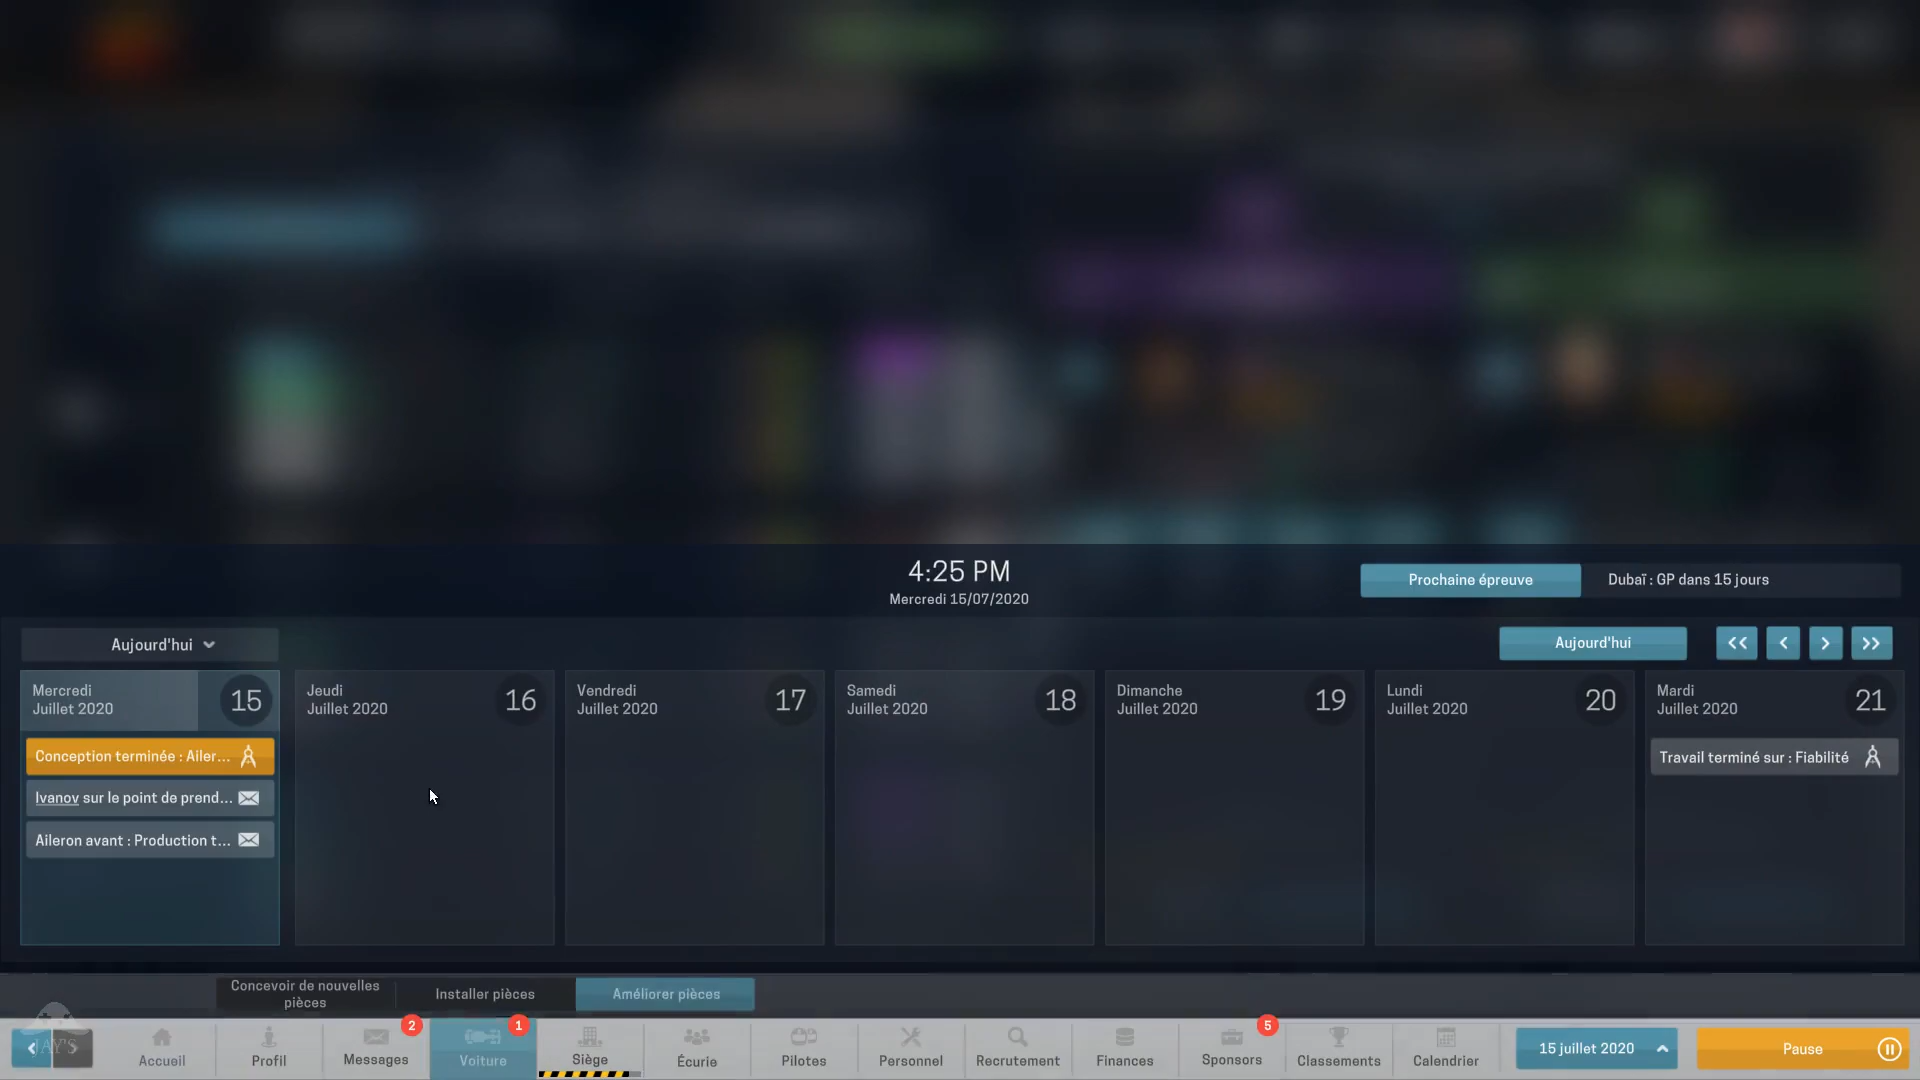 4:25 PM
Mercredi 15/07/2020
Prochaine épreuve
Dubaï : GP dans 15 jours
Aujourd'hui
Aujourd'hui
Mercredi
Juillet 2020
15
Jeudi
Juillet 2020
16
Vendredi
Juillet 2020
17
Samedi
Juillet 2020
18
Dimanche
Juillet 2020
19
Lundi
Juillet 2020
20
Mardi
Juillet 2020
21
Conception terminée : Ailer...
Ivanov sur le point de prend...
Aileron avant : Production t...
Travail terminé sur : Fiabilité
Concevoir de nouvelles
pièces
Installer pièces
Améliorer pièces
JAY'S
Accueil
Profil
2
Messages
1
Voiture
Siège
Écurie
Pilotes
Personnel
Recrutement
Finances
5
Sponsors
Classements
Calendrier
15 juillet 2020
Pause